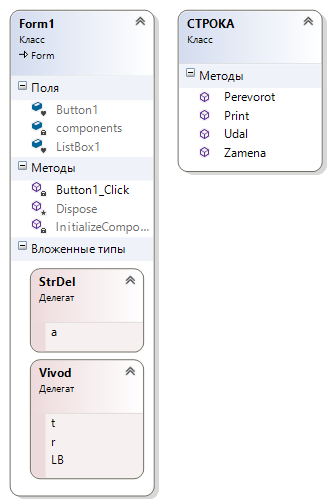 Form1
Класс
Form
Поля
Button1
components
ListBox1
Методы
Button1_Click
Dispose
InitializeCompo...
Вложенные типы
StrDel
Делегат
a
Vivod
Делегат
t
r
LB
СТРОКА
Класс
Методы
Perevorot
Print
Udal
Zamena